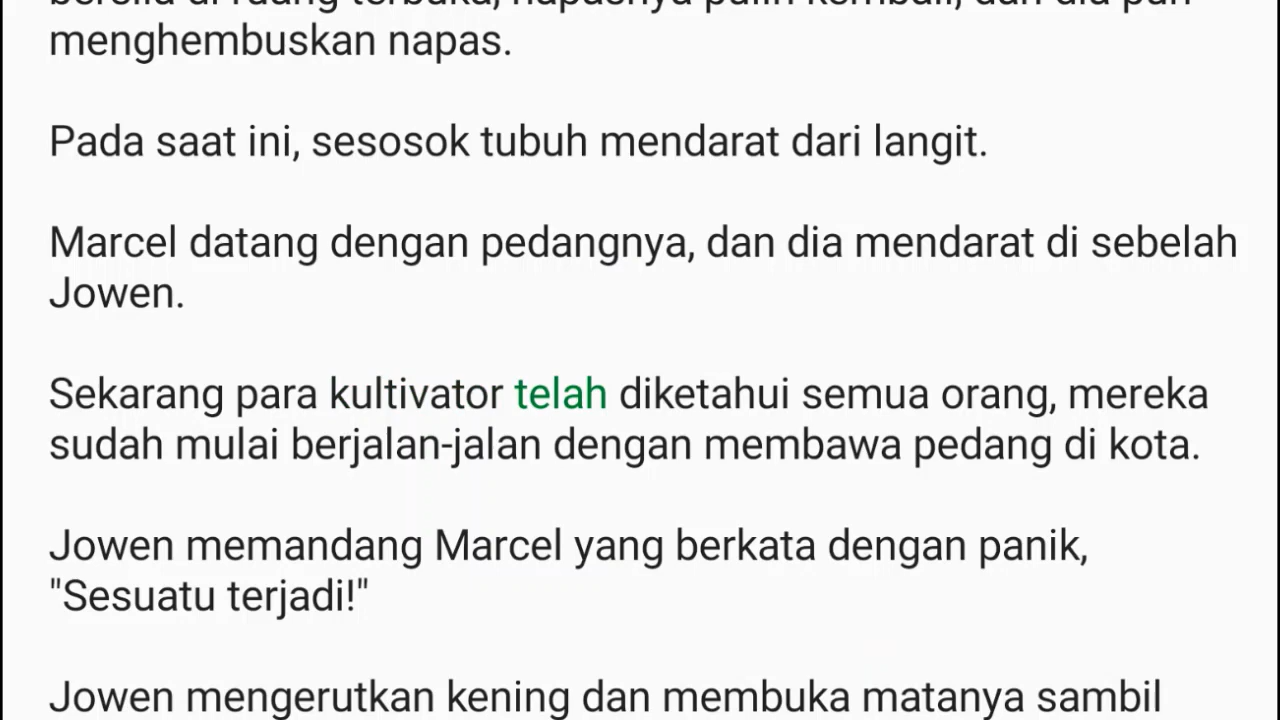 menghembuskan napas.
Pada saat ini, sesosok tubuh mendarat dari langit.
Marcel datang dengan pedangnya, dan dia mendarat di sebelah
Jowen.
Sekarang para kultivator telah diketahui semua orang, mereka
sudah mulai berjalan-jalan dengan membawa pedang di kota.
Jowen memandang Marcel yang berkata dengan panik,
"Sesuatu terjadi!"
Jowen mengerutkan kening dan membuka matanya sambil